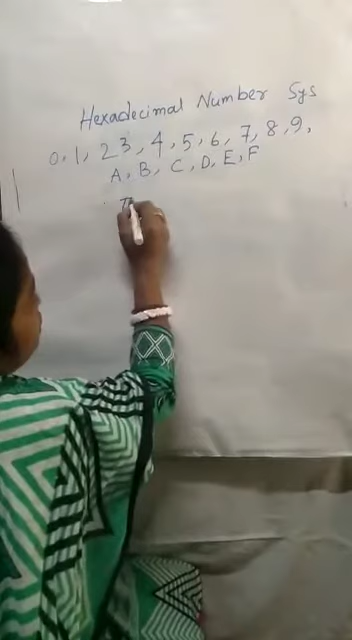 Hexadecimal Number Sys
0, 1, 2 3, 4, 5, 6, 7, 8, 9,
A, B, C, D, E, F